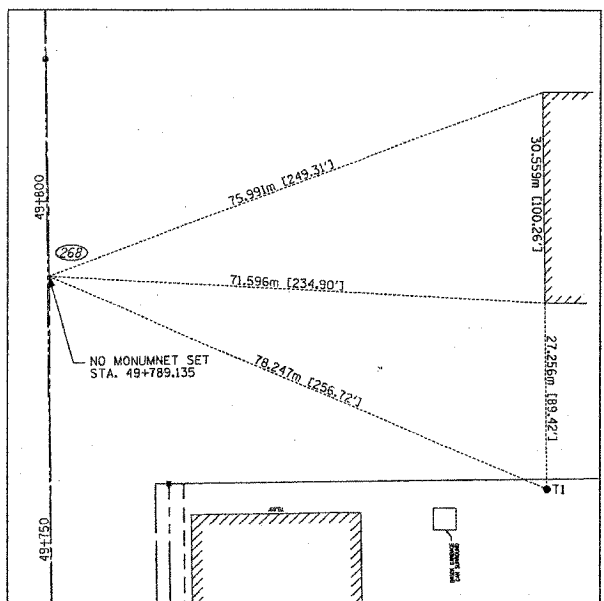 75.991m [249.31']
30.559m [100.26']
49+800
268
71.596m [234.90']
NO MONUMNET SET
STA. 49+789.135
78.247m [256.72']
27.256m [89.42']
T1
49+750